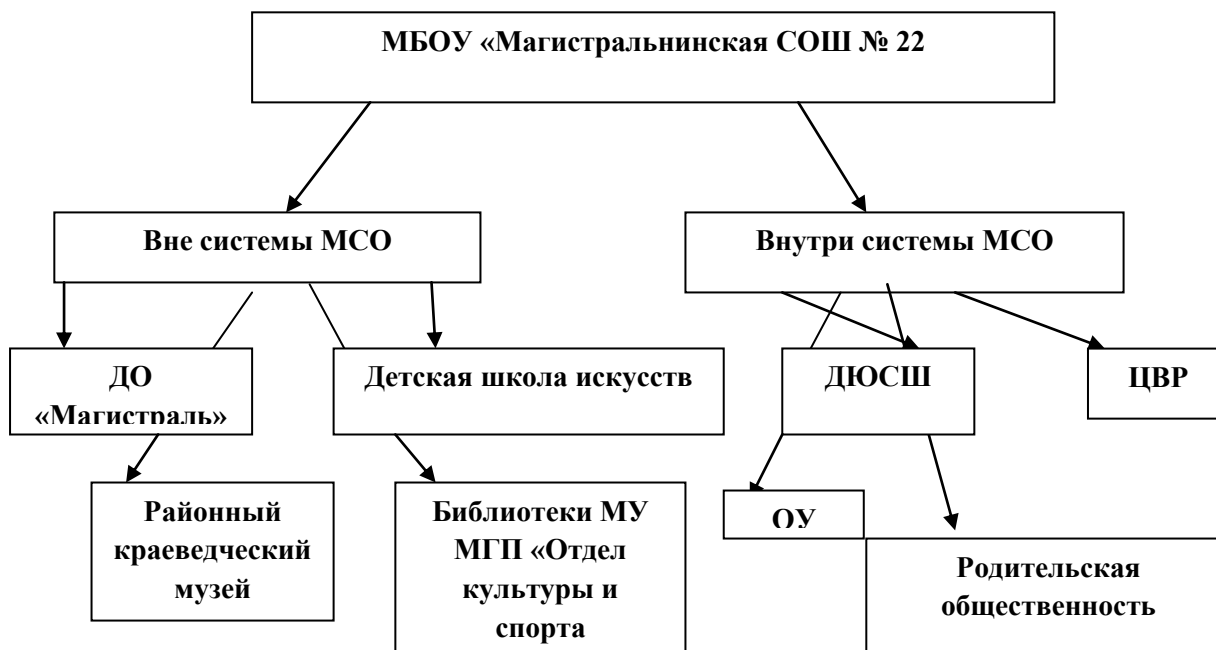 МБОУ «Магистральнинская СОШ № 22
Вне системы МСО
Внутри системы МСО
ДО
«Магистраль»
Детская школа искусств
ДЮСШ
ЦВР
Районный
краеведческий
музей
Библиотеки МУ
МГП «Отдел
культуры и
спорта
ОУ
Родительская
общественность